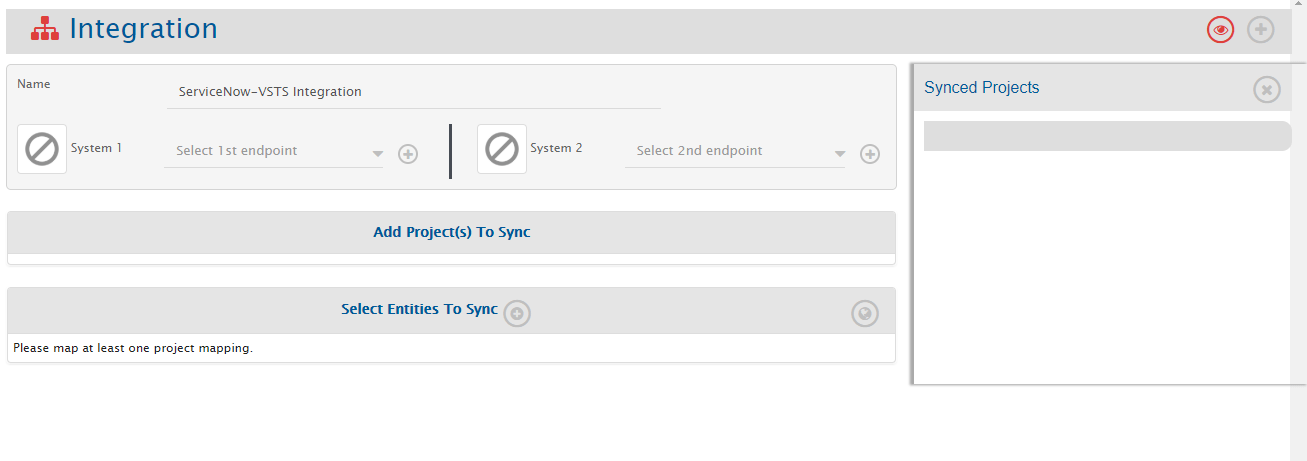 Integration
Name
ServiceNow-VSTS Integration
System 1
Select 1st endpoint
System 2
Select 2nd endpoint
Add Project(s) To Sync
Select Entities To Sync
Please map at least one project mapping.
Synced Projects